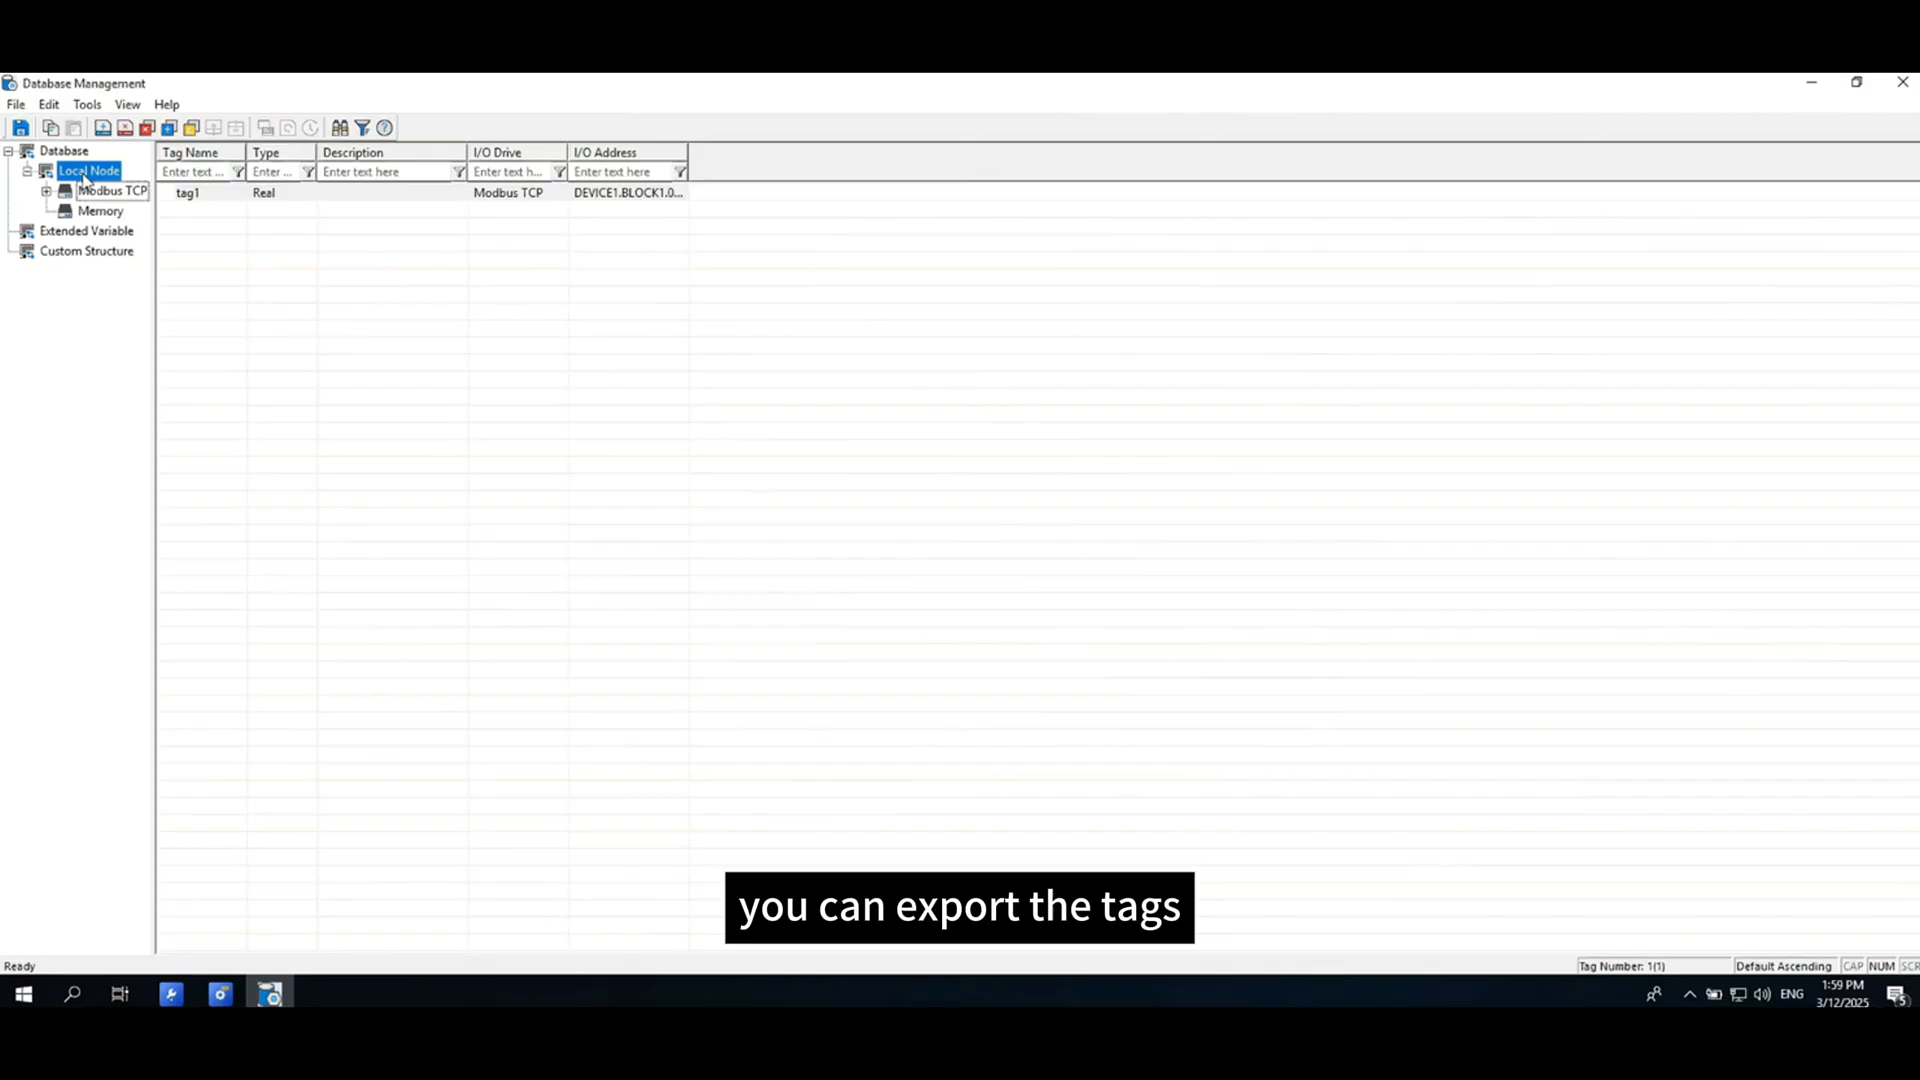 Database Management
File Edit Tools View Help
Database
Local Node
Modbus TCP
Memory
Extended Variable
Custom Structure
Tag Name Type Description I/O Drive I/O Address
Enter text ... Enter ... Enter text here Enter text h... Enter text here
tag1 Real Modbus TCP DEVICE1.BLOCK1.0...
you can export the tags
Ready Tag Number: 1(1) Default Ascending CAP NUM SCR
ENG 1:59 PM
3/12/2025
5